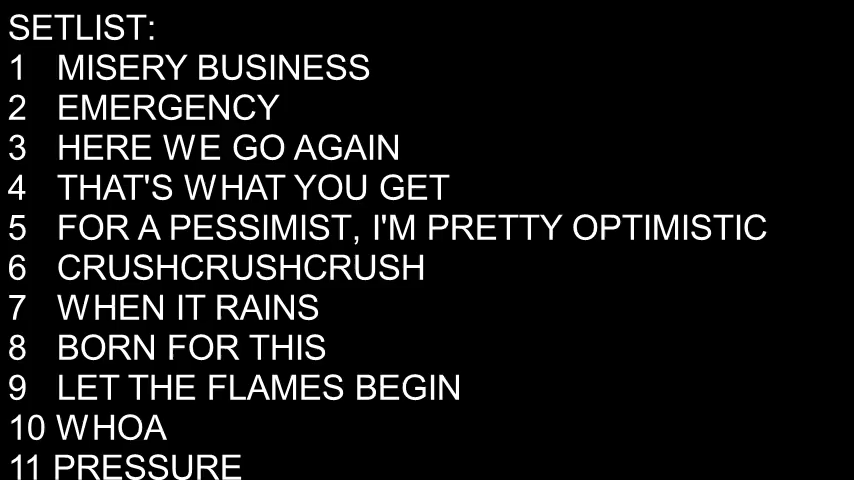 SETLIST:
1 MISERY BUSINESS
2 EMERGENCY
3 HERE WE GO AGAIN
4 THAT'S WHAT YOU GET
5 FOR A PESSIMIST, I'M PRETTY OPTIMISTIC
6 CRUSHCRUSHCRUSH
7 WHEN IT RAINS
8 BORN FOR THIS
9 LET THE FLAMES BEGIN
10 WHOA
11 PRESSURE